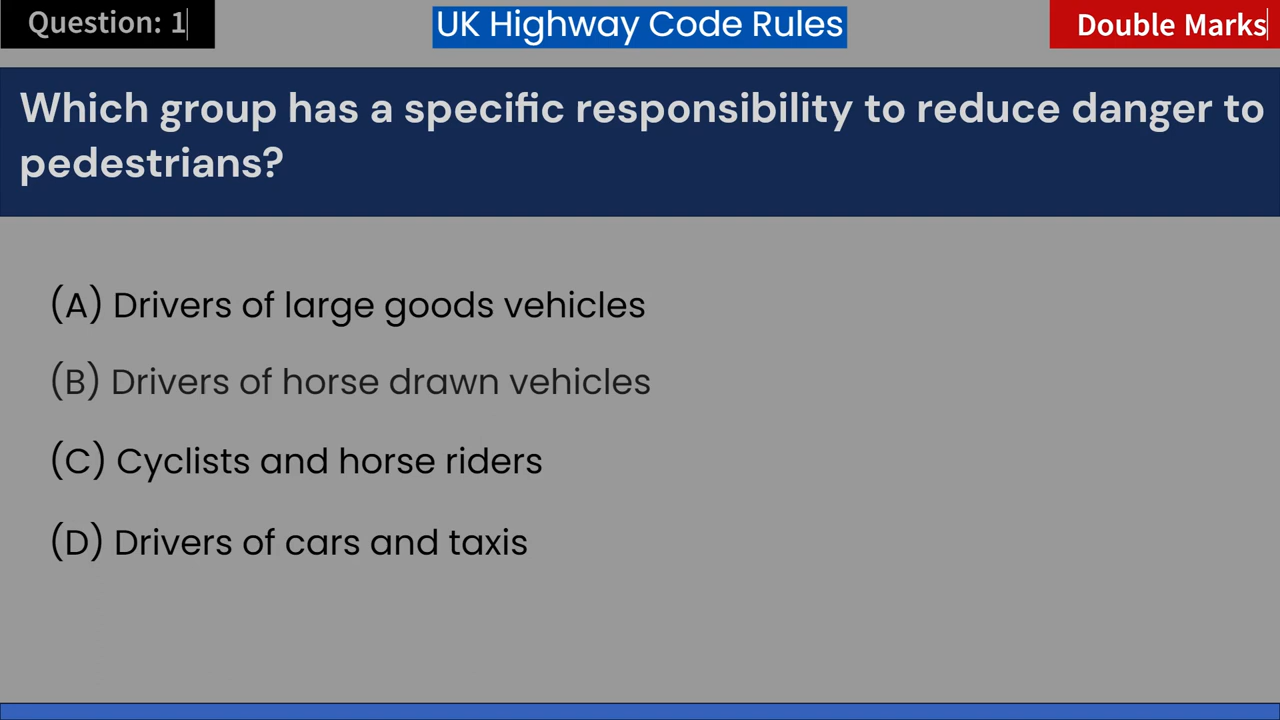 Question: 1
UK Highway Code Rules
Double Marks
Which group has a specific responsibility to reduce danger to
pedestrians?
(A) Drivers of large goods vehicles
(B) Drivers of horse drawn vehicles
(C) Cyclists and horse riders
(D) Drivers of cars and taxis